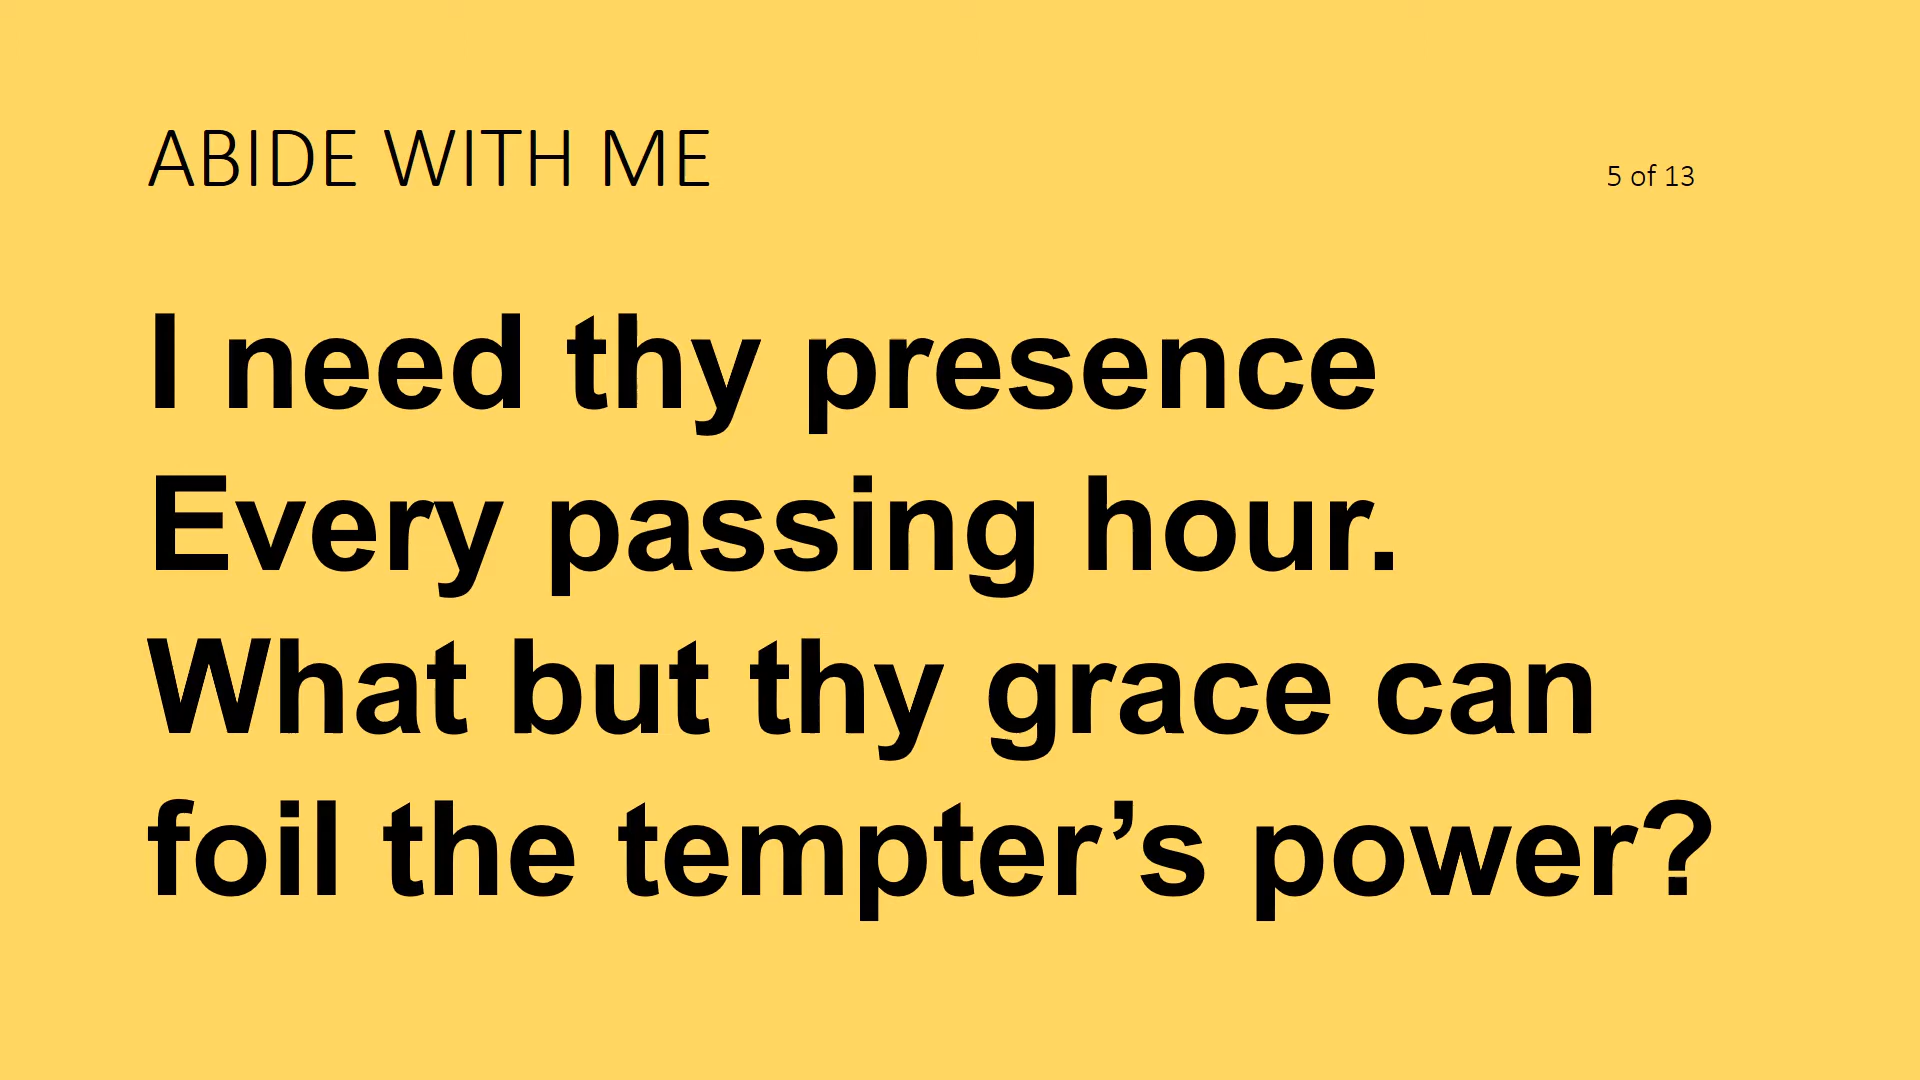 ABIDE WITH ME
5 of 13
I need thy presence
Every passing hour.
What but thy grace can
foil the tempter’s power?